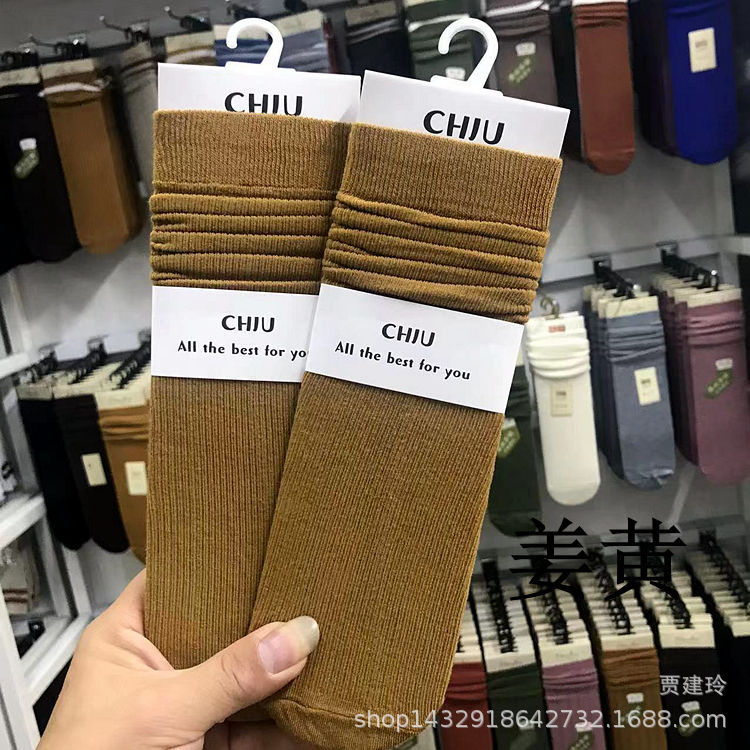 CHJU
CHJU
CHJU
All the best for yo
CHJU
All the best for you
姜黄
贾建玲
shop1432918642732.1688.com